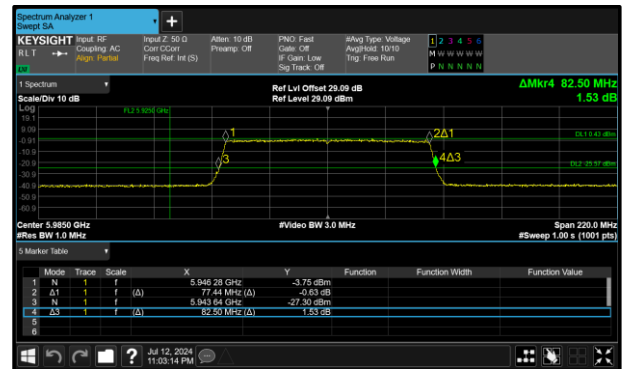 Spectrum Analyzer 1
Swept SA
+
KEYSIGHT Input: RF Input Z: 50 Ω Atten: 10 dB PNO: Fast #Avg Type: Voltage 1 2 3 4 5 6
RLT Coupling: AC Corr CCorr Preamp: Off Gate: Off Avg|Hold: 10/10 M W W W W W
Align: Partial Freq Ref: Int (S) IF Gain: Low Trig: Free Run
LXI Sig Track: Off P N N N N N
1 Spectrum ΔMkr4 82.50 MHz
Ref Lvl Offset 29.09 dB
Scale/Div 10 dB Ref Level 29.09 dBm 1.53 dB
Log FL2 5.9250 GHz
19.1
9.09 1 2Δ1
-0.91 DL1 0.43 dBm
-10.9
-20.9 3 4Δ3 DL2 -25.57 dBm
-30.9
-40.9
-50.9
-60.9
Center 5.9850 GHz #Video BW 3.0 MHz Span 220.0 MHz
#Res BW 1.0 MHz #Sweep 1.00 s (1001 pts)
5 Marker Table
Mode Trace Scale X Y Function Function Width Function Value
1 N 1 f 5.946 28 GHz -3.75 dBm
2 Δ1 1 f (Δ) 77.44 MHz (Δ) -0.63 dB
3 N 1 f 5.943 64 GHz -27.30 dBm
4 Δ3 1 f (Δ) 82.50 MHz (Δ) 1.53 dB
5
6
? Jul 12, 2024
11:03:14 PM